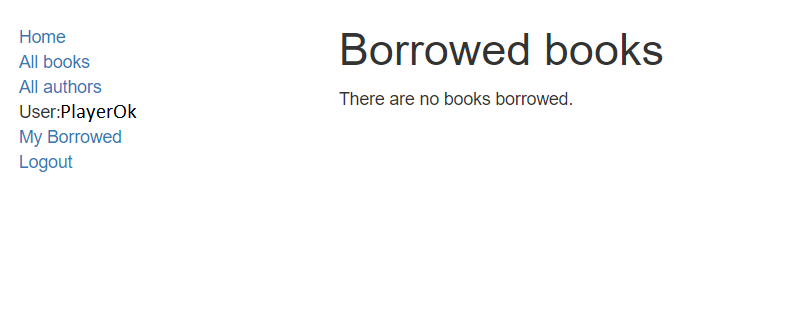 Home
All books
All authors
User:PlayerOk
My Borrowed
Logout
Borrowed books
There are no books borrowed.